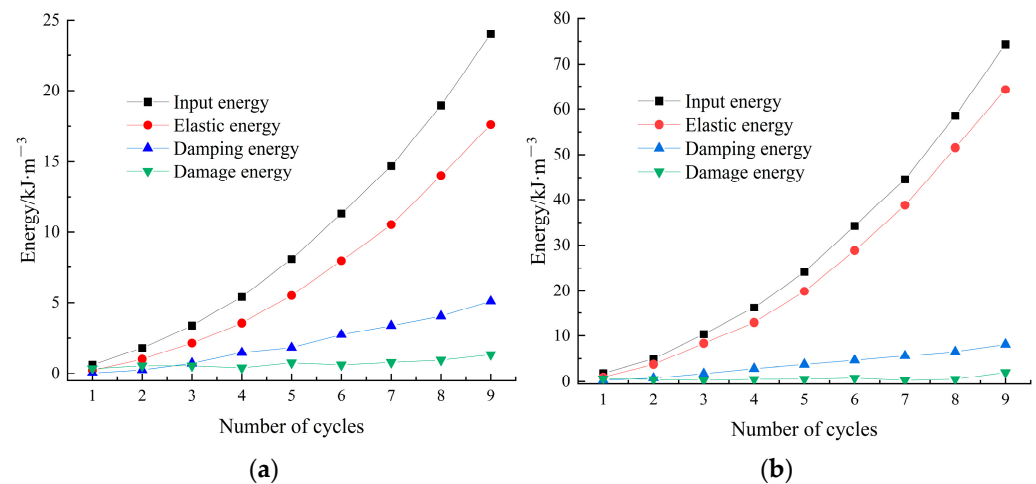 25
20
15
10
5
0
Energy/kJ·m⁻³
Input energy
Elastic energy
Damping energy
Damage energy
1 2 3 4 5 6 7 8 9
Number of cycles
(a)
80
70
60
50
40
30
20
10
0
Energy/kJ·m⁻³
Input energy
Elastic energy
Damping energy
Damage energy
1 2 3 4 5 6 7 8 9
Number of cycles
(b)